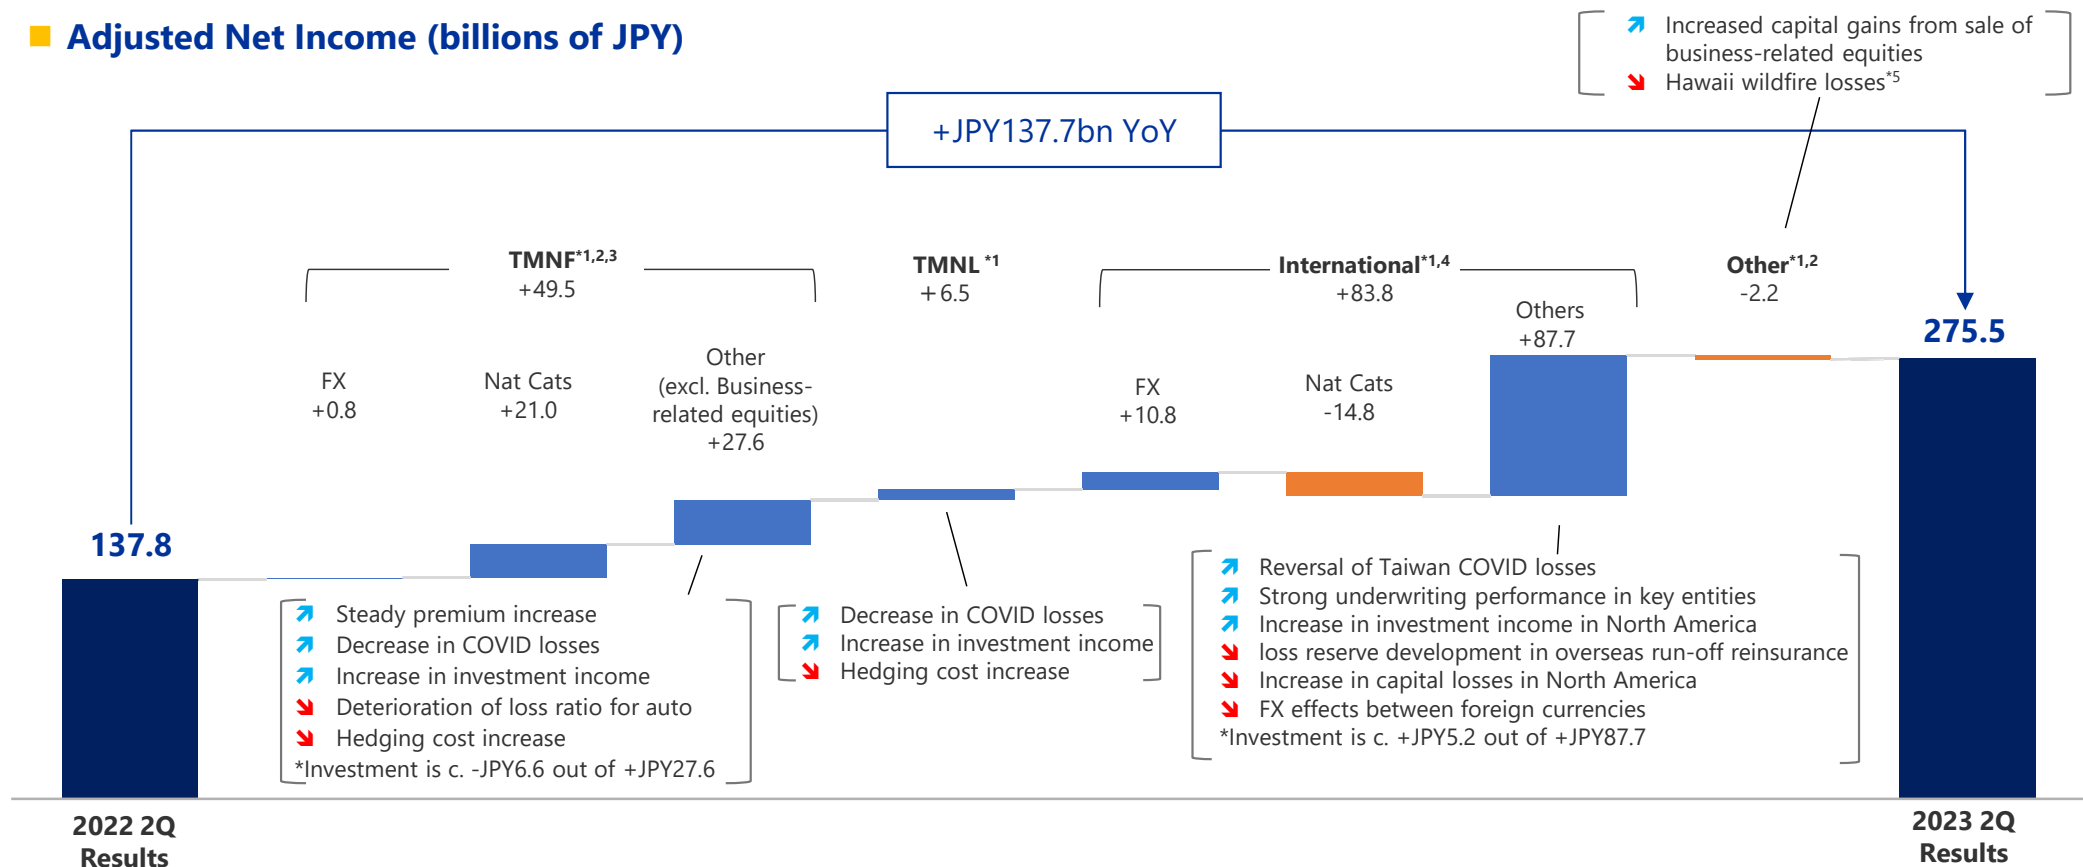 Adjusted Net Income (billions of JPY)
Increased capital gains from sale of
business-related equities
Hawaii wildfire losses*5
+JPY137.7bn YoY
TMNF*1,2,3
+49.5
TMNL *1
+6.5
International*1,4
+83.8
Other*1,2
-2.2
FX
+0.8
Nat Cats
+21.0
Other
(excl. Business-
related equities)
+27.6
FX
+10.8
Nat Cats
-14.8
Others
+87.7
275.5
137.8
Steady premium increase
Decrease in COVID losses
Increase in investment income
Deterioration of loss ratio for auto
Hedging cost increase
*Investment is c. -JPY6.6 out of +JPY27.6
Decrease in COVID losses
Increase in investment income
Hedging cost increase
Reversal of Taiwan COVID losses
Strong underwriting performance in key entities
Increase in investment income in North America
loss reserve development in overseas run-off reinsurance
Increase in capital losses in North America
FX effects between foreign currencies
*Investment is c. +JPY5.2 out of +JPY87.7
2022 2Q
Results
2023 2Q
Results